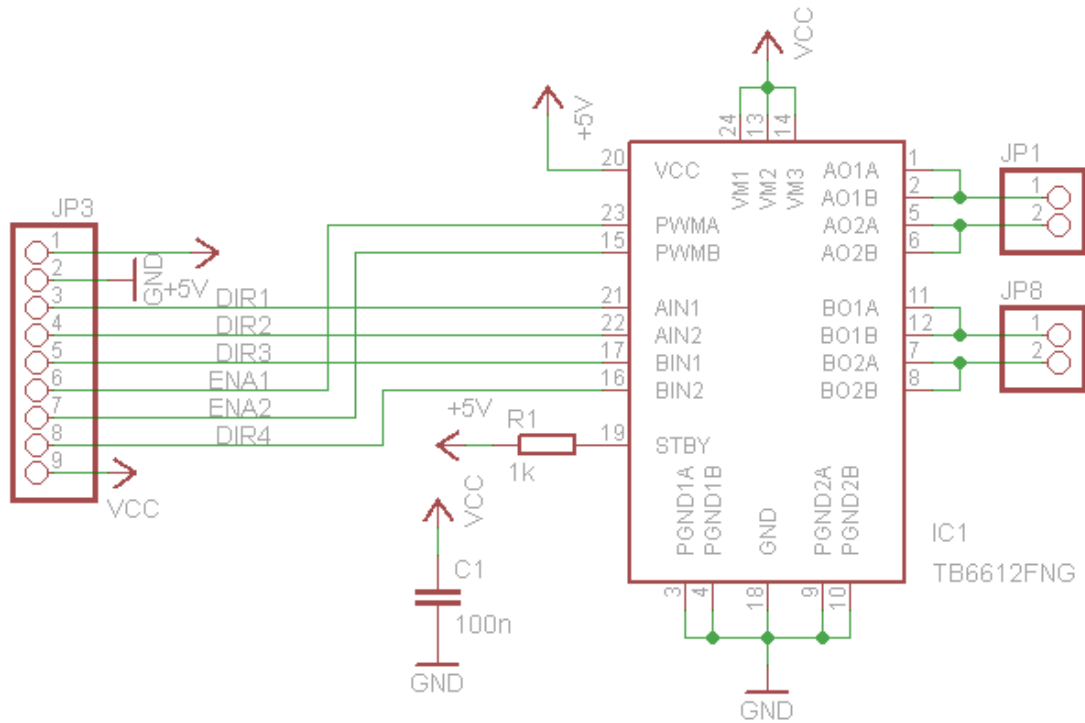 VCC
+5V
24
13
14
20
VCC
VM1
VM2
VM3
AO1A
1
JP1
AO1B
2
1
JP3
23
PWMA
AO2A
5
2
1
15
PWMB
AO2B
6
2
GND
+5V
3
DIR1
21
AIN1
BO1A
11
JP8
4
DIR2
22
AIN2
BO1B
12
1
5
DIR3
17
BIN1
BO2A
7
2
6
ENA1
16
BIN2
BO2B
8
7
ENA2
+5V
R1
8
DIR4
19
STBY
9
1k
VCC
VCC
PGND1A
PGND1B
GND
PGND2A
PGND2B
IC1
C1
TB6612FNG
100n
3
4
18
9
10
GND
GND